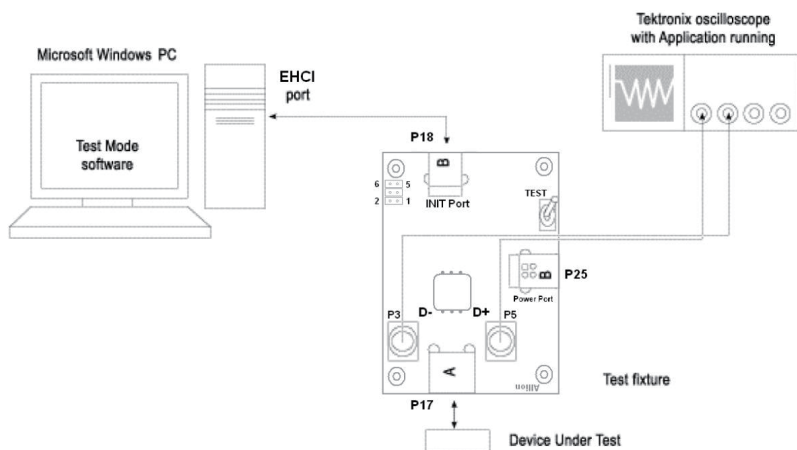 Tektronix oscilloscope
with Application running
Microsoft Windows PC
EHCI
port
Test Mode
software
P18
B
6 5
2 1
INIT Port
TEST
B
P25
Power Port
P3
D-
D+
P5
A
Allion
P17
Test fixture
Device Under Test